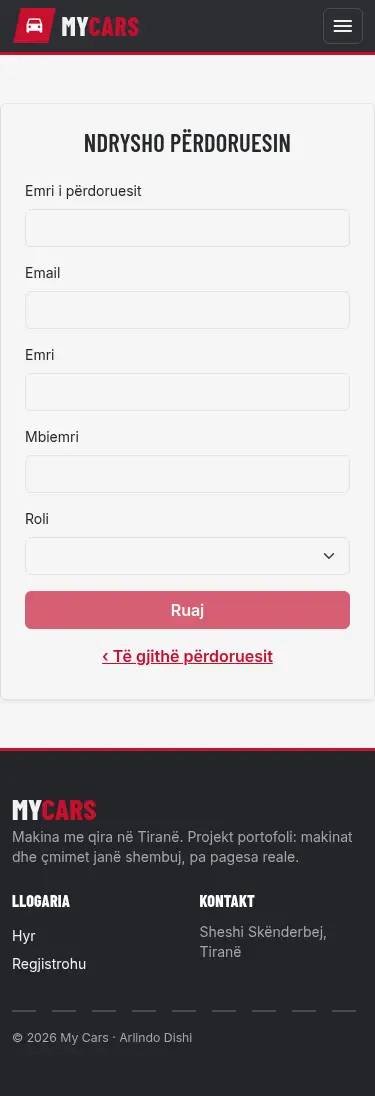 MYCARS
NDRYSHO PËRDORUESIN
Emri i përdoruesit
Email
Emri
Mbiemri
Roli
Ruaj
‹ Të gjithë përdoruesit
MYCARS
Makina me qira në Tiranë. Projekt portofoli: makinat
dhe çmimet janë shembuj, pa pagesa reale.
LLOGARIA
Hyr
Regjistrohu
KONTAKT
Sheshi Skënderbej,
Tiranë
© 2026 My Cars · Arlindo Dishi